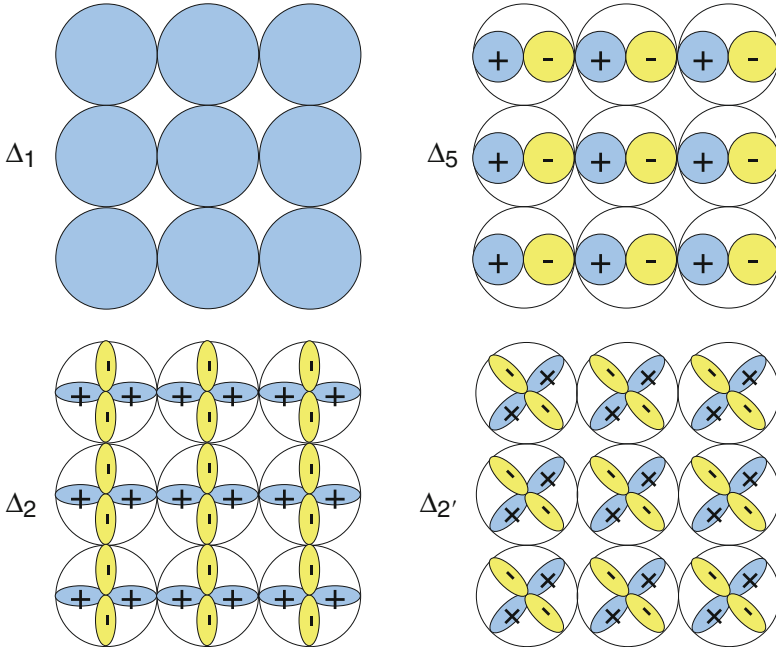 Δ1
Δ5
+ - + - + -
+ - + - + -
+ - + - + -
Δ2
- - -
+ + + + + +
- - -
- - -
+ + + + + +
- - -
- - -
+ + + + + +
- - -
Δ2'
- + - + - +
+ - + - + -
- + - + - +
+ - + - + -
- + - + - +
+ - + - + -